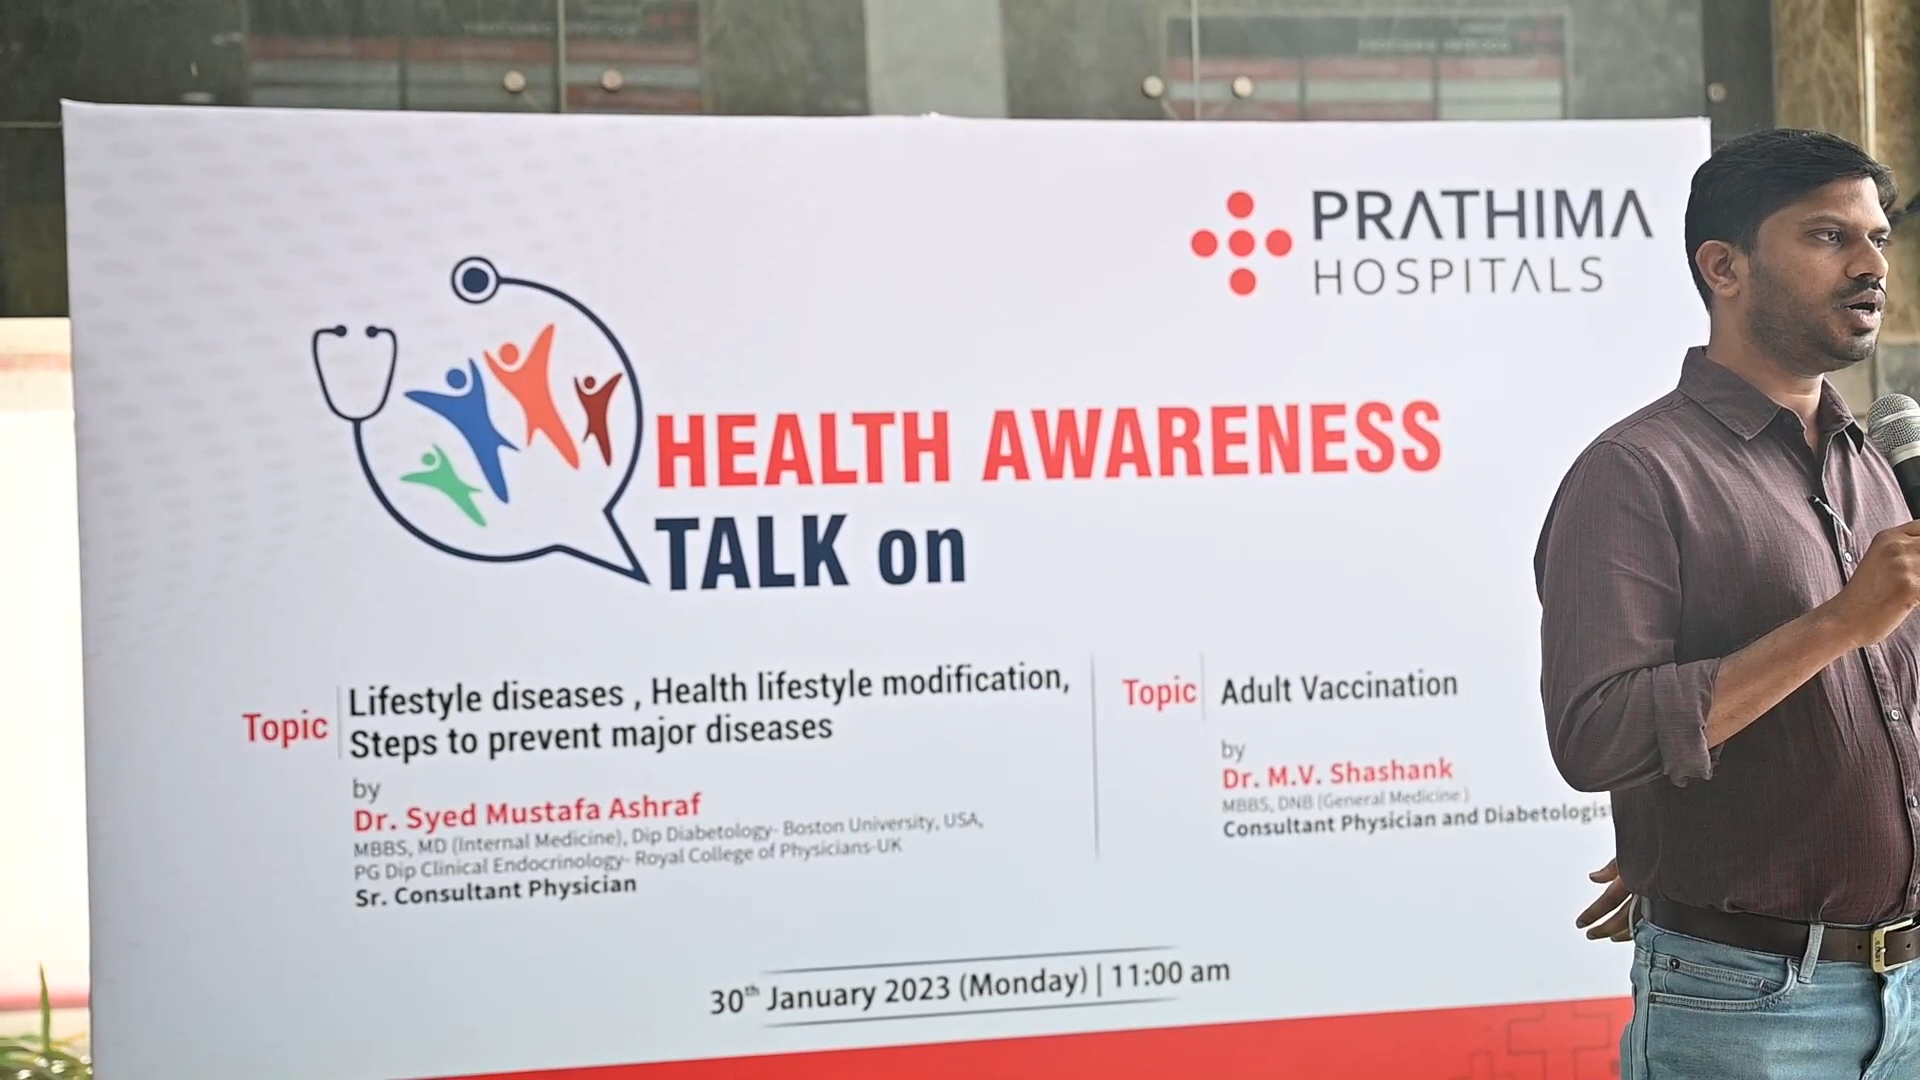 PRATHIMA
HOSPITALS
HEALTH AWARENESS
TALK on
Topic
Lifestyle diseases , Health lifestyle modification,
Steps to prevent major diseases
by
Dr. Syed Mustafa Ashraf
MBBS, MD (Internal Medicine), Dip Diabetology- Boston University, USA,
PG Dip Clinical Endocrinology- Royal College of Physicians-UK
Sr. Consultant Physician
Topic
Adult Vaccination
by
Dr. M.V. Shashank
MBBS, DNB (General Medicine)
Consultant Physician and Diabetologist
30th January 2023 (Monday) | 11:00 am